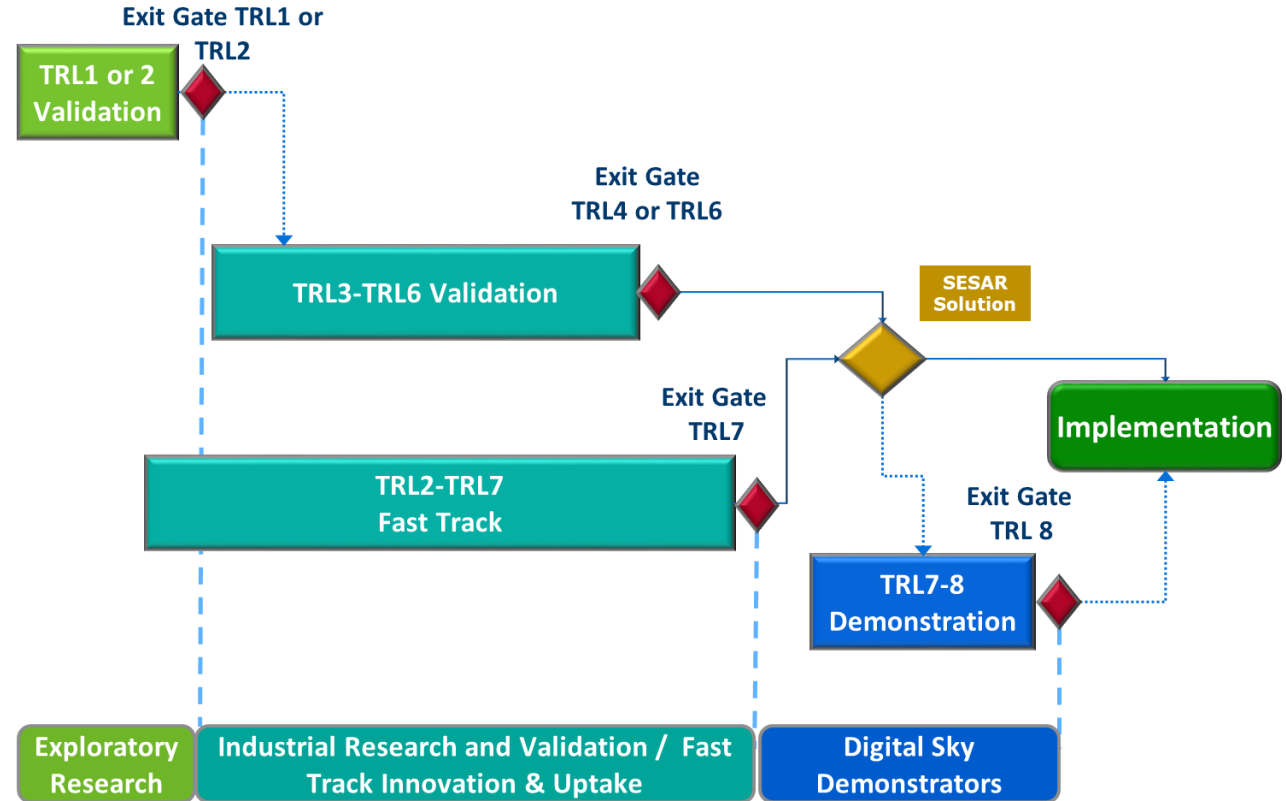 Exit Gate TRL1 or
TRL2
TRL1 or 2
Validation
Exit Gate
TRL4 or TRL6
TRL3-TRL6 Validation
SESAR
Solution
Exit Gate
TRL7
Implementation
TRL2-TRL7
Fast Track
Exit Gate
TRL 8
TRL7-8
Demonstration
Exploratory
Research
Industrial Research and Validation / Fast
Track Innovation & Uptake
Digital Sky
Demonstrators